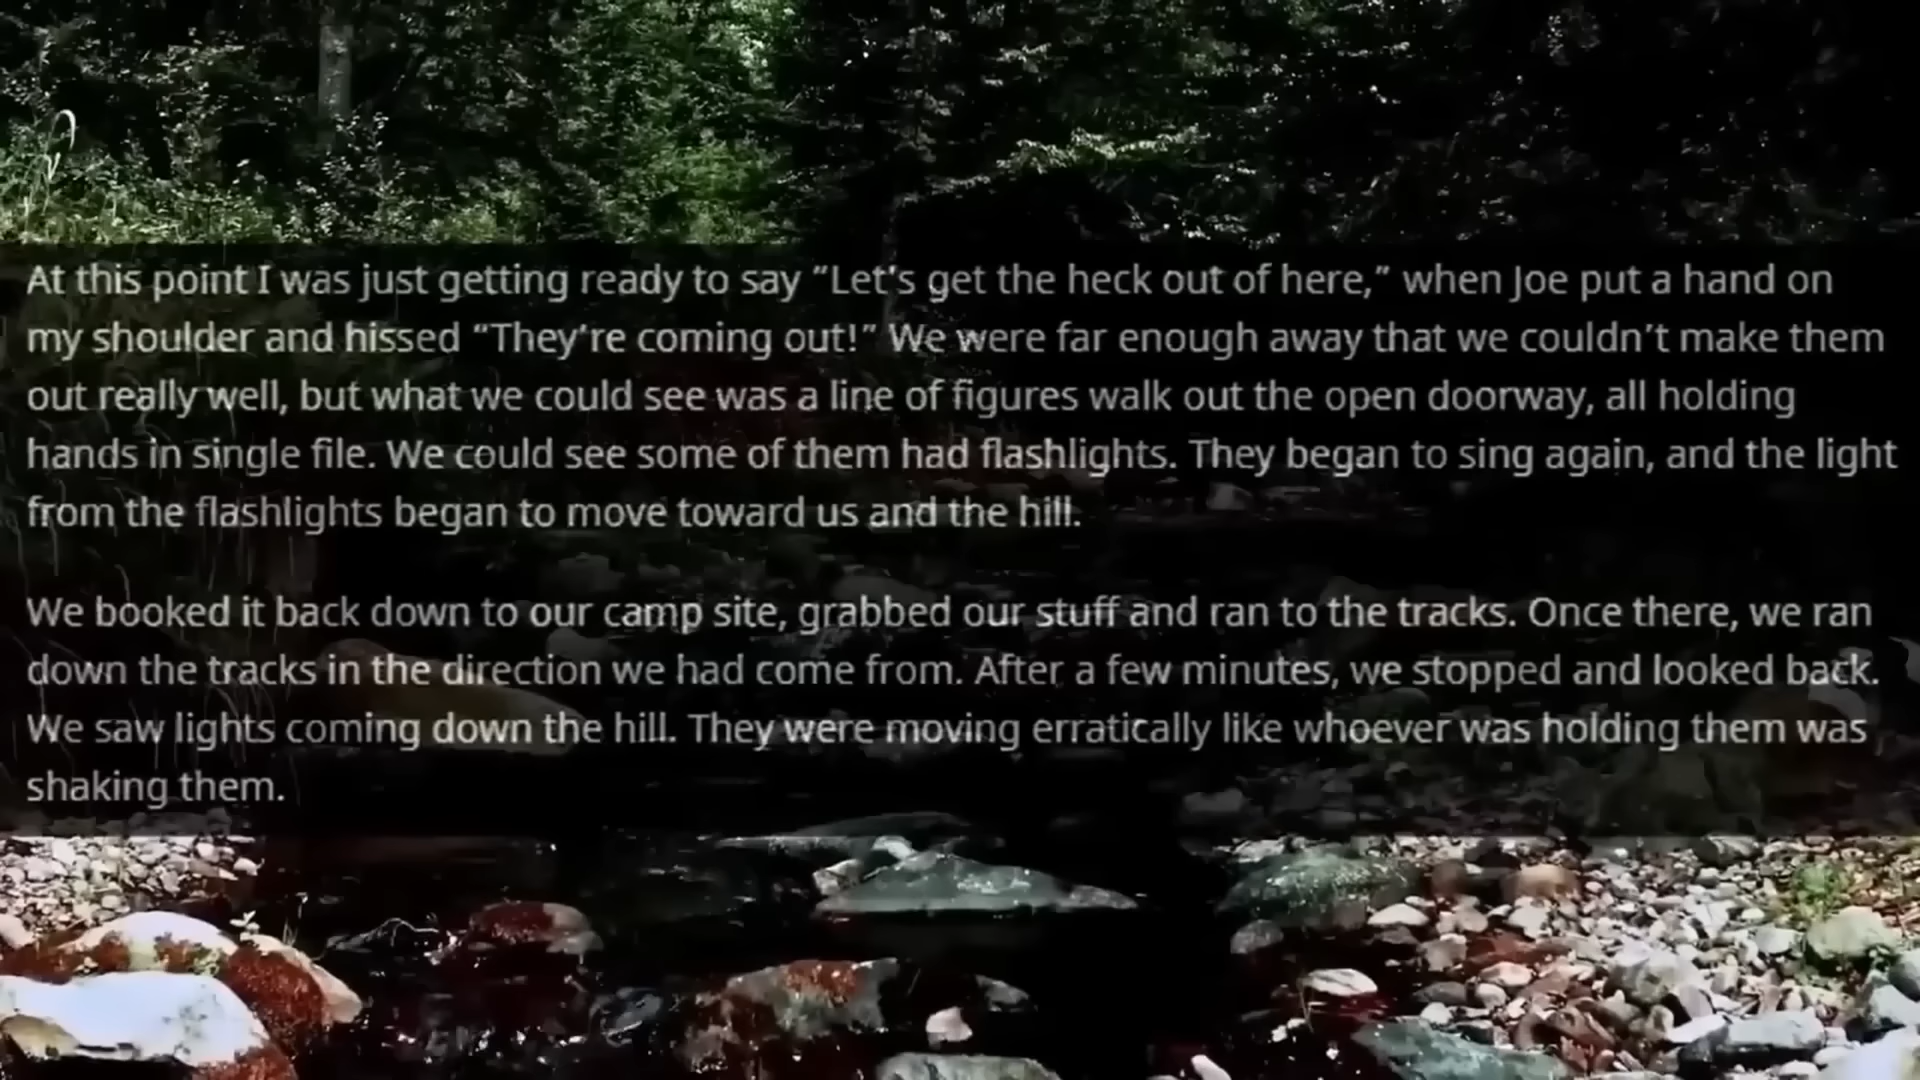 At this point I was just getting ready to say “Let's get the heck out of here,” when Joe put a hand on
my shoulder and hissed “They're coming out!” We were far enough away that we couldn't make them
out really well, but what we could see was a line of figures walk out the open doorway, all holding
hands in single file. We could see some of them had flashlights. They began to sing again, and the light
from the flashlights began to move toward us and the hill.
We booked it back down to our camp site, grabbed our stuff and ran to the tracks. Once there, we ran
down the tracks in the direction we had come from. After a few minutes, we stopped and looked back.
We saw lights coming down the hill. They were moving erratically like whoever was holding them was
shaking them.